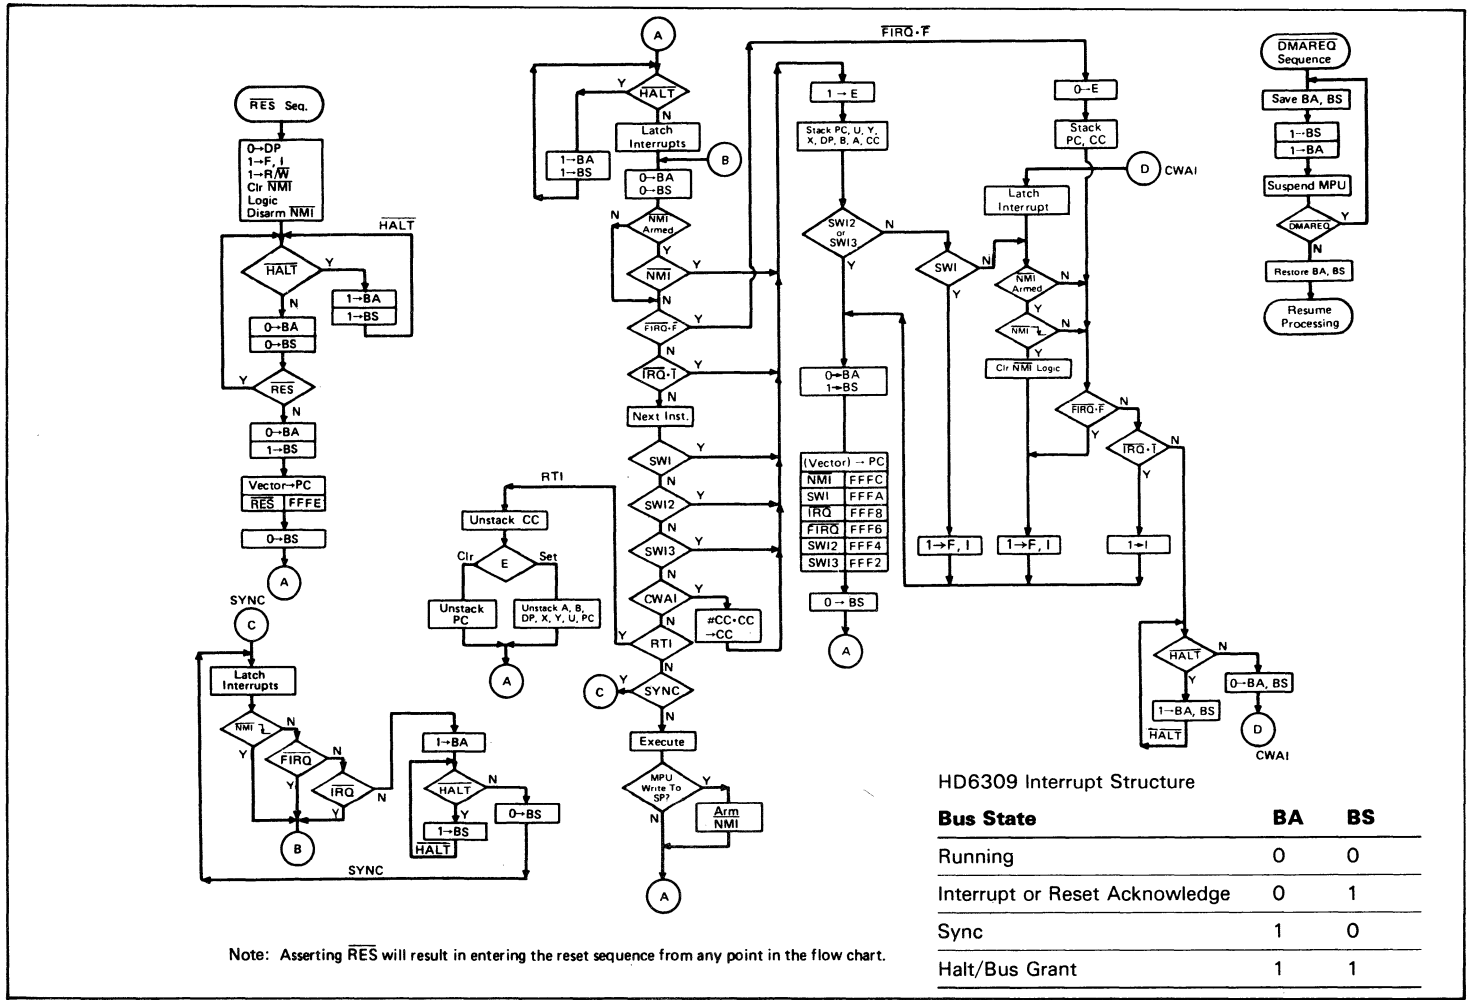 RES Seq.
0→DP
1→F, I
1→R/W
Clr NMI
Logic
Disarm NMI
HALT
HALT
Y
N
1→BA
1→BS
0→BA
0→BS
Y
RES
N
0→BA
1→BS
Vector→PC
RES FFFE
0→BS
A
SYNC
C
Latch
Interrupts
NMI
N
Y
FIRQ
N
Y
IRQ
N
Y
B
1→BA
HALT
N
Y
1→BS
HALT
0→BS
SYNC
A
Y
HALT
N
1→BA
1→BS
Latch
Interrupts
B
0→BA
0→BS
N
NMI
Armed
Y
NMI
Y
N
FIRQ·F
Y
N
IRQ·I
Y
N
Next Inst.
SWI
Y
N
SWI2
Y
N
SWI3
Y
N
CWAI
Y
N
#CC·CC
→CC
RTI
Y
N
SYNC
Y
C
N
Execute
MPU
Write To
SP?
Y
N
Arm
NMI
A
RTI
Unstack CC
Clr
E
Set
Unstack
PC
Unstack A, B,
DP, X, Y, U, PC
A
FIRQ·F
1→E
Stack PC, U, Y,
X, DP, B, A, CC
SWI2
or
SWI3
N
Y
SWI
N
Y
0→BA
1→BS
(Vector) → PC
NMI FFFC
SWI FFFA
IRQ FFF8
FIRQ FFF6
SWI2 FFF4
SWI3 FFF2
0→BS
A
0→E
Stack
PC, CC
D
CWAI
Latch
Interrupt
NMI
Armed
N
Y
NMI
N
Y
Clr NMI Logic
FIRQ·F
N
Y
IRQ·I
N
Y
1→F, I
1→F, I
1→I
HALT
N
Y
1→BA, BS
HALT
0→BA, BS
D
CWAI
DMAREQ
Sequence
Save BA, BS
1→BS
1→BA
Suspend MPU
DMAREQ
Y
N
Restore BA, BS
Resume
Processing
HD6309 Interrupt Structure
Bus State BA BS
Running 0 0
Interrupt or Reset Acknowledge 0 1
Sync 1 0
Halt/Bus Grant 1 1
Note: Asserting RES will result in entering the reset sequence from any point in the flow chart.